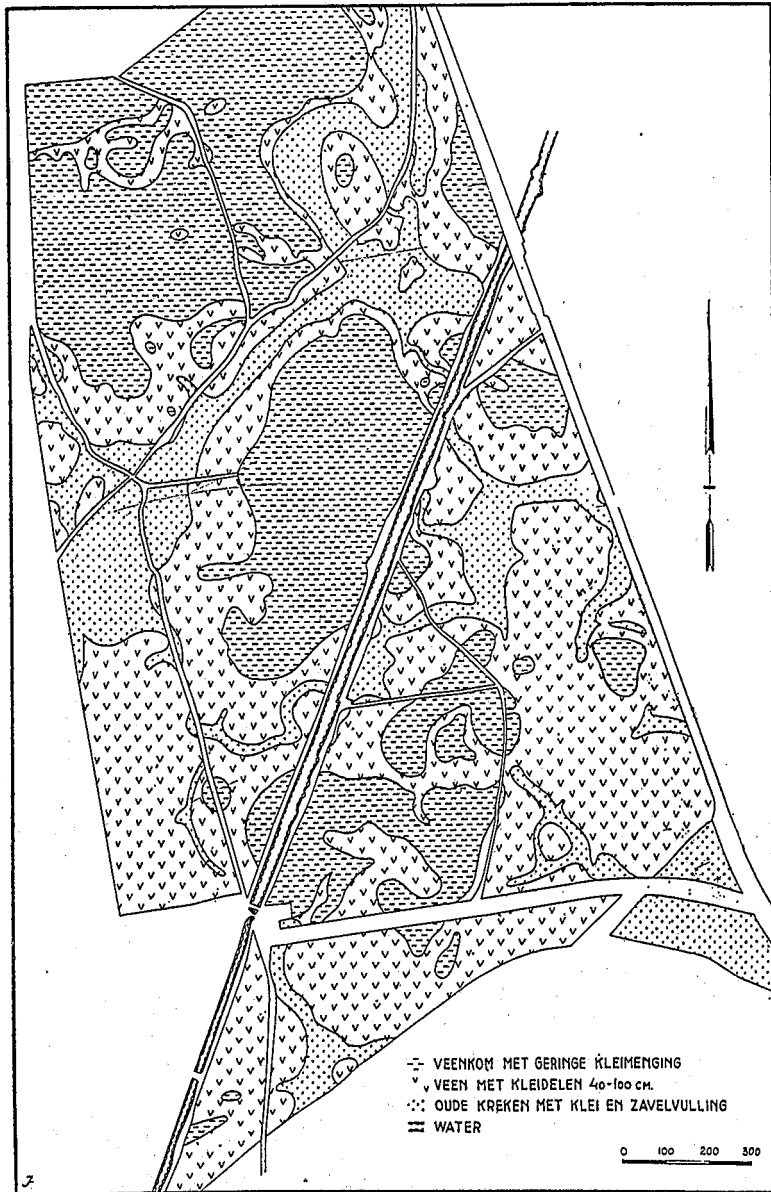 VEENKOM MET GERINGE KLEIMENGING
VEEN MET KLEIDELEN 40-100 CM.
OUDE KREKEN MET KLEI EN ZAVELVULLING
WATER
0 100 200 300